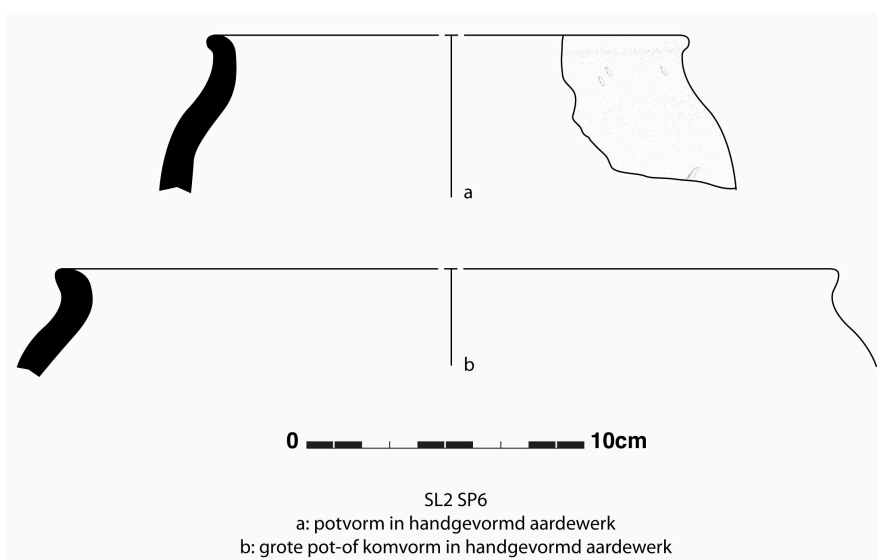 a
b
0 10cm
SL2 SP6
a: potvorm in handgevormd aardewerk
b: grote pot-of komvorm in handgevormd aardewerk